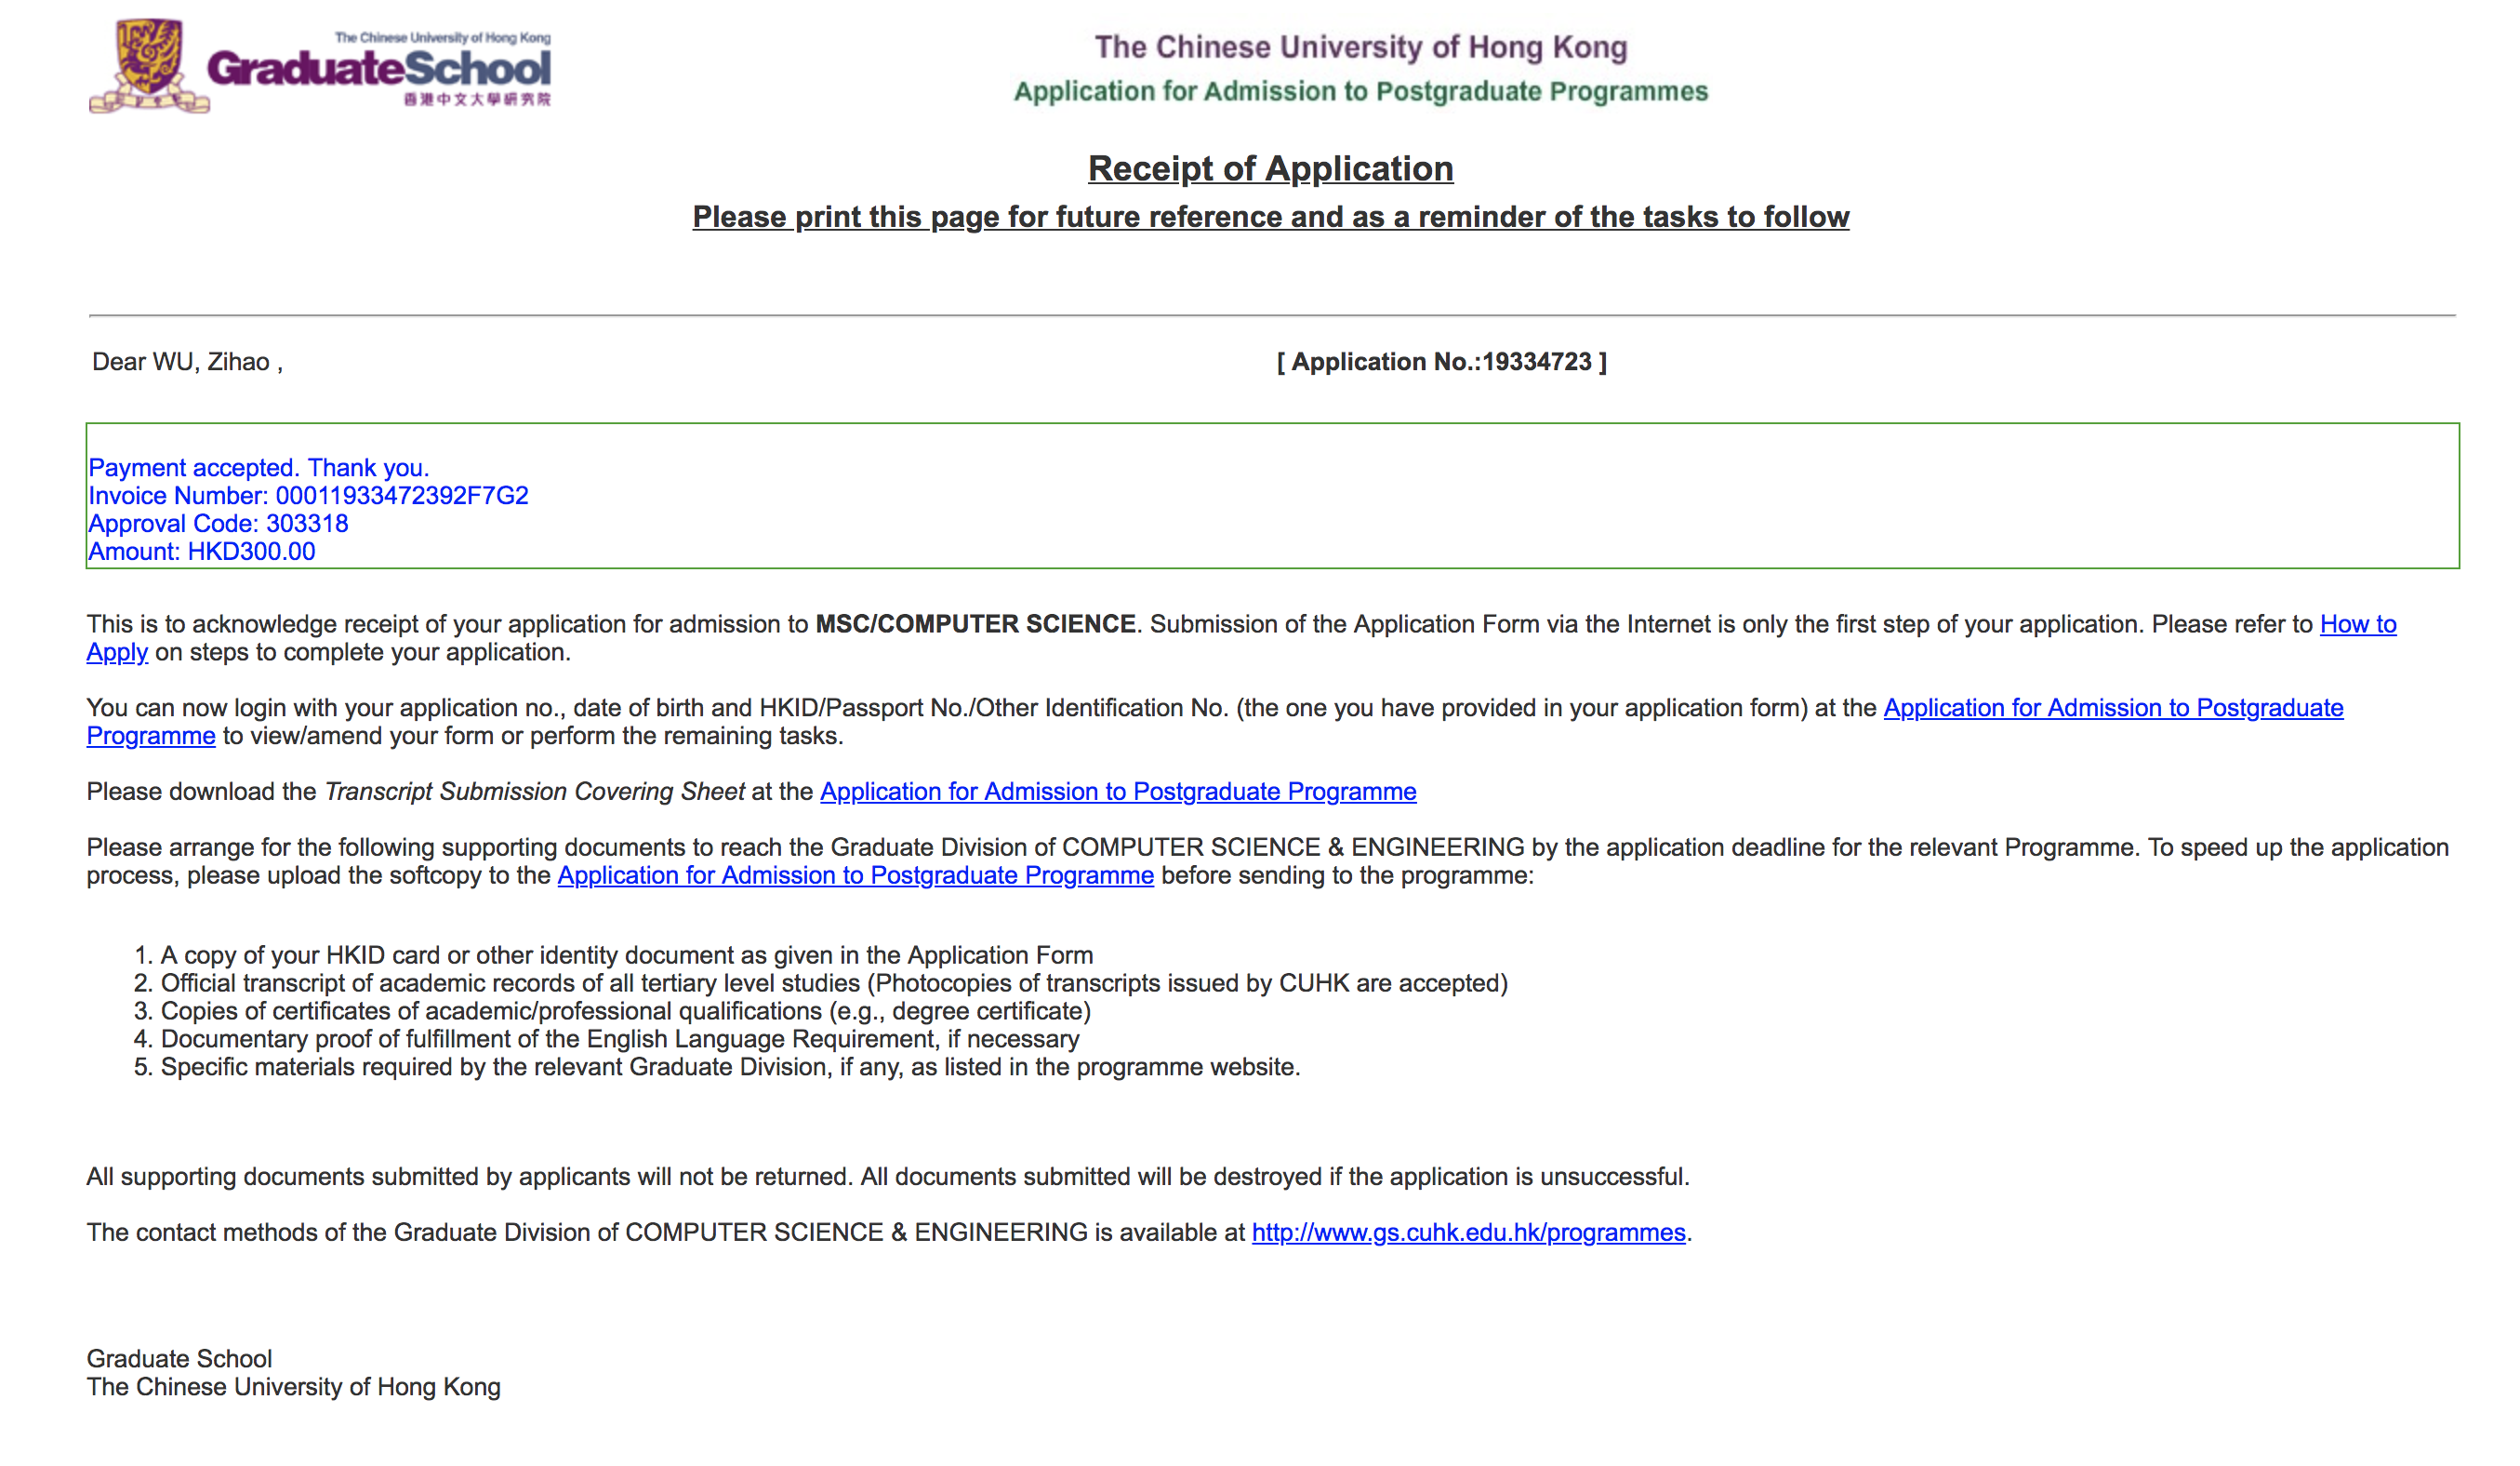 The Chinese University of Hong Kong
GraduateSchool
香港中文大學研究院
The Chinese University of Hong Kong
Application for Admission to Postgraduate Programmes
Receipt of Application
Please print this page for future reference and as a reminder of the tasks to follow
Dear WU, Zihao ,
[ Application No.:19334723 ]
Payment accepted. Thank you.
Invoice Number: 00011933472392F7G2
Approval Code: 303318
Amount: HKD300.00
This is to acknowledge receipt of your application for admission to MSC/COMPUTER SCIENCE. Submission of the Application Form via the Internet is only the first step of your application. Please refer to How to
Apply on steps to complete your application.
You can now login with your application no., date of birth and HKID/Passport No./Other Identification No. (the one you have provided in your application form) at the Application for Admission to Postgraduate
Programme to view/amend your form or perform the remaining tasks.
Please download the Transcript Submission Covering Sheet at the Application for Admission to Postgraduate Programme
Please arrange for the following supporting documents to reach the Graduate Division of COMPUTER SCIENCE & ENGINEERING by the application deadline for the relevant Programme. To speed up the application
process, please upload the softcopy to the Application for Admission to Postgraduate Programme before sending to the programme:
1. A copy of your HKID card or other identity document as given in the Application Form
2. Official transcript of academic records of all tertiary level studies (Photocopies of transcripts issued by CUHK are accepted)
3. Copies of certificates of academic/professional qualifications (e.g., degree certificate)
4. Documentary proof of fulfillment of the English Language Requirement, if necessary
5. Specific materials required by the relevant Graduate Division, if any, as listed in the programme website.
All supporting documents submitted by applicants will not be returned. All documents submitted will be destroyed if the application is unsuccessful.
The contact methods of the Graduate Division of COMPUTER SCIENCE & ENGINEERING is available at http://www.gs.cuhk.edu.hk/programmes.
Graduate School
The Chinese University of Hong Kong